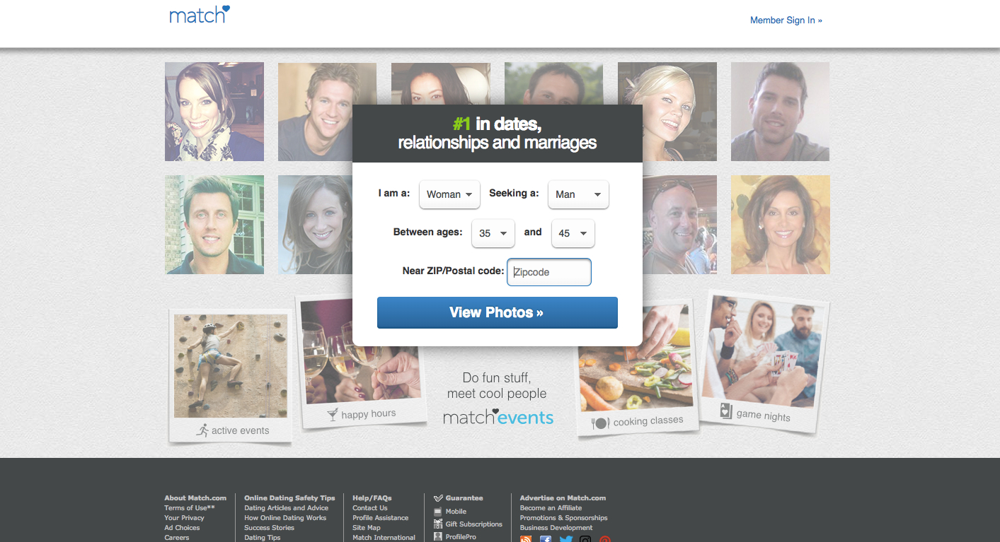 match
Member Sign In »
#1 in dates,
relationships and marriages
I am a: Woman Seeking a: Man
Between ages: 35 and 45
Near ZIP/Postal code: Zipcode
View Photos »
active events
happy hours
Do fun stuff,
meet cool people
match events
cooking classes
game nights
About Match.com
Terms of Use**
Your Privacy
Ad Choices
Careers
Online Dating Safety Tips
Dating Articles and Advice
How Online Dating Works
Success Stories
Dating Tips
Help/FAQs
Contact Us
Profile Assistance
Site Map
Match International
Guarantee
Mobile
Gift Subscriptions
ProfilePro
Advertise on Match.com
Become an Affiliate
Promotions & Sponsorships
Business Development